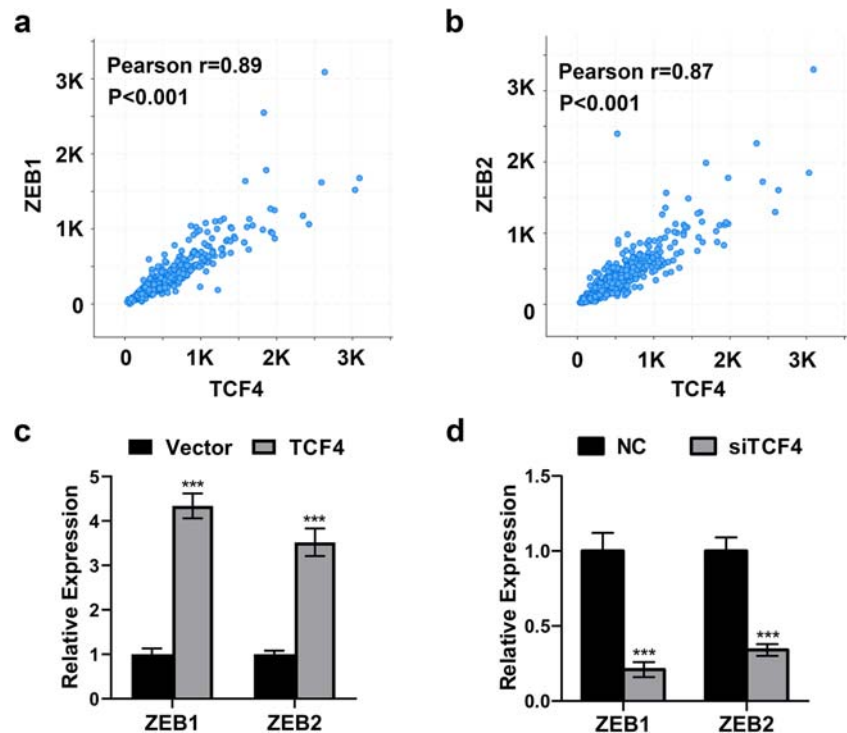 a
Pearson r=0.89
P<0.001
ZEB1
3K
2K
1K
0
0 1K 2K 3K
TCF4
b
Pearson r=0.87
P<0.001
ZEB2
3K
2K
1K
0
0 1K 2K 3K
TCF4
c
Vector TCF4
Relative Expression
5
4
3
2
1
0
***
***
ZEB1 ZEB2
d
NC siTCF4
Relative Expression
1.5
1.0
0.5
0.0
***
***
ZEB1 ZEB2